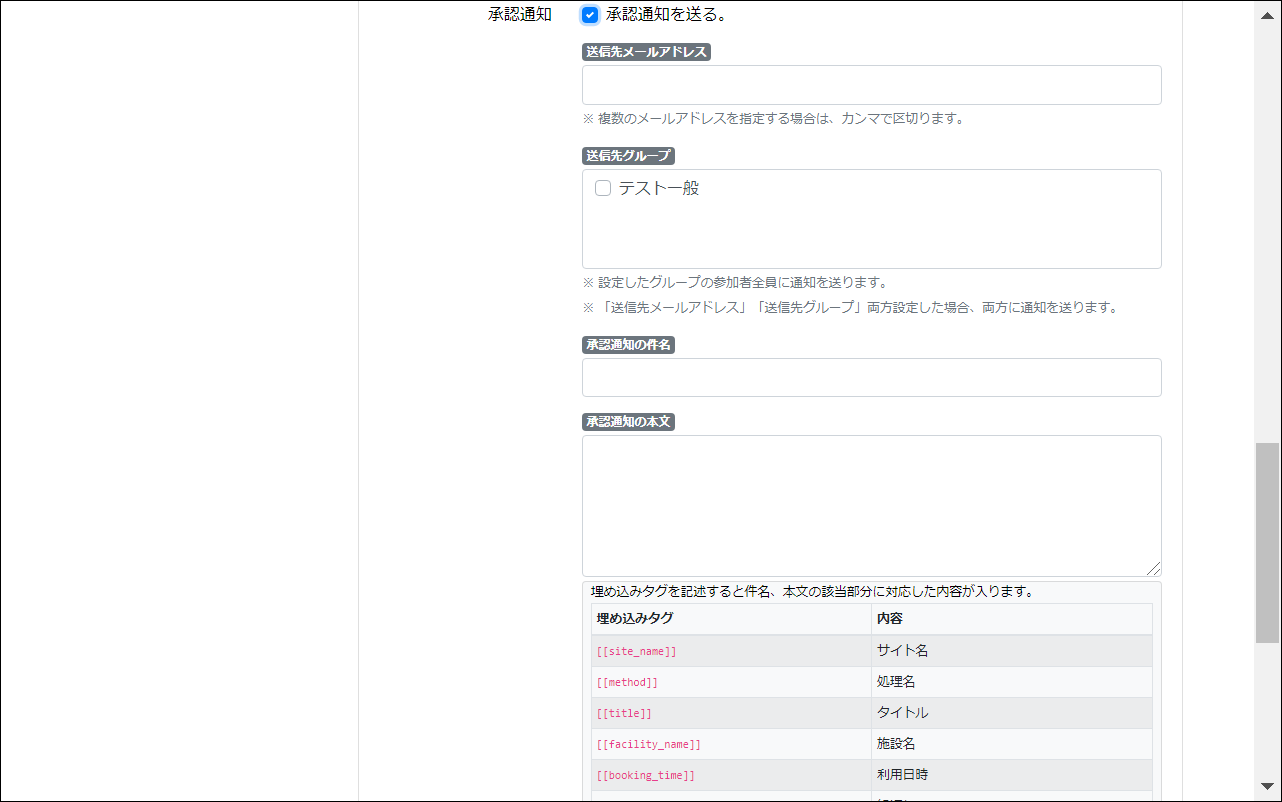 承認通知 承認通知を送る。
送信先メールアドレス
※ 複数のメールアドレスを指定する場合は、カンマで区切ります。
送信先グループ
テスト一般
※ 設定したグループの参加者全員に通知を送ります。
※ 「送信先メールアドレス」「送信先グループ」両方設定した場合、両方に通知を送ります。
承認通知の件名
承認通知の本文
埋め込みタグを記述すると件名、本文の該当部分に対応した内容が入ります。
埋め込みタグ 内容
[[site_name]] サイト名
[[method]] 処理名
[[title]] タイトル
[[facility_name]] 施設名
[[booking_time]] 利用日時